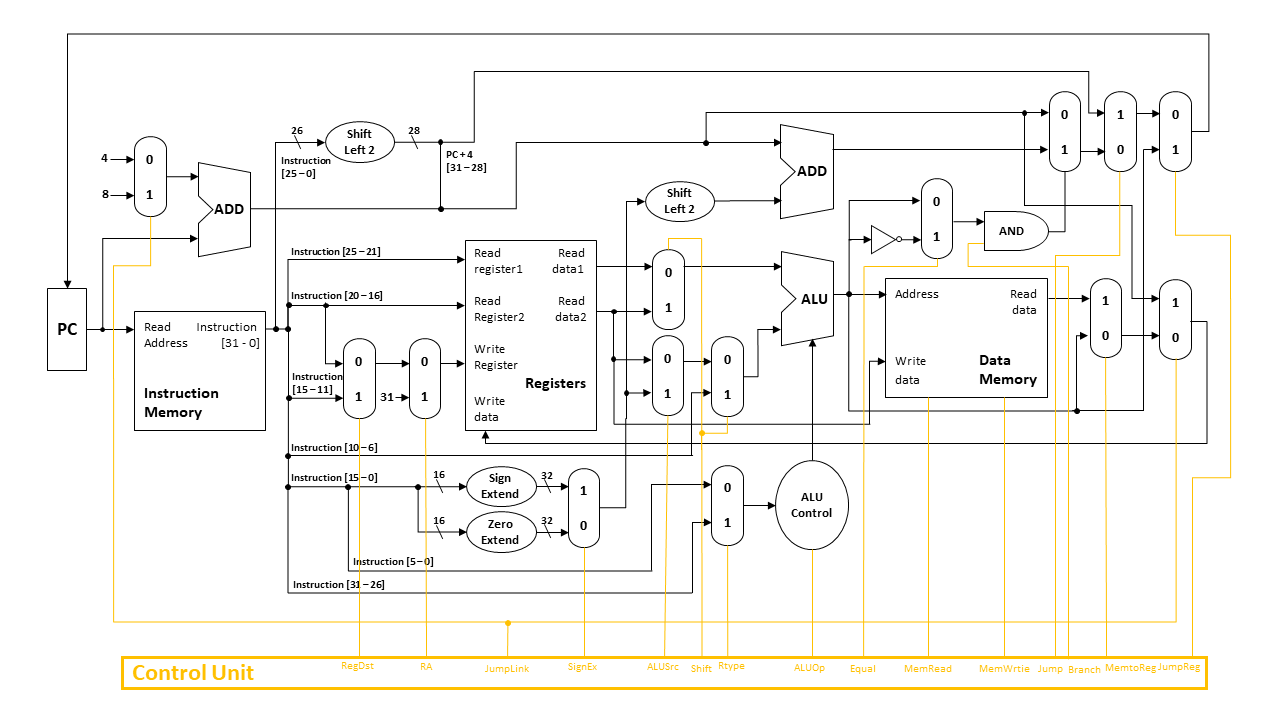 26
28
Shift
Left 2
Instruction
[25–0]
PC + 4
[31–28]
4
8
0
1
ADD
ADD
0
1
1
0
0
1
Shift
Left 2
0
1
AND
Instruction [25–21]
Instruction [20–16]
Instruction
[15–11]
Instruction [10–6]
Instruction [15–0]
Instruction [5–0]
Instruction [31–26]
PC
Read
Address
Instruction
[31 - 0]
Instruction
Memory
0
1
31
0
1
Read
register1
Read
data1
Read
Register2
Read
data2
Write
Register
Registers
Write
data
0
1
0
1
0
1
ALU
Address
Read
data
Write
data
Data
Memory
1
0
1
0
16
Sign
Extend
32
16
Zero
Extend
32
1
0
0
1
ALU
Control
Control Unit
RegDst
RA
JumpLink
SignEx
ALUSrc
Shift
Rtype
ALUOp
Equal
MemRead
MemWrtie
Jump
Branch
MemtoReg
JumpReg